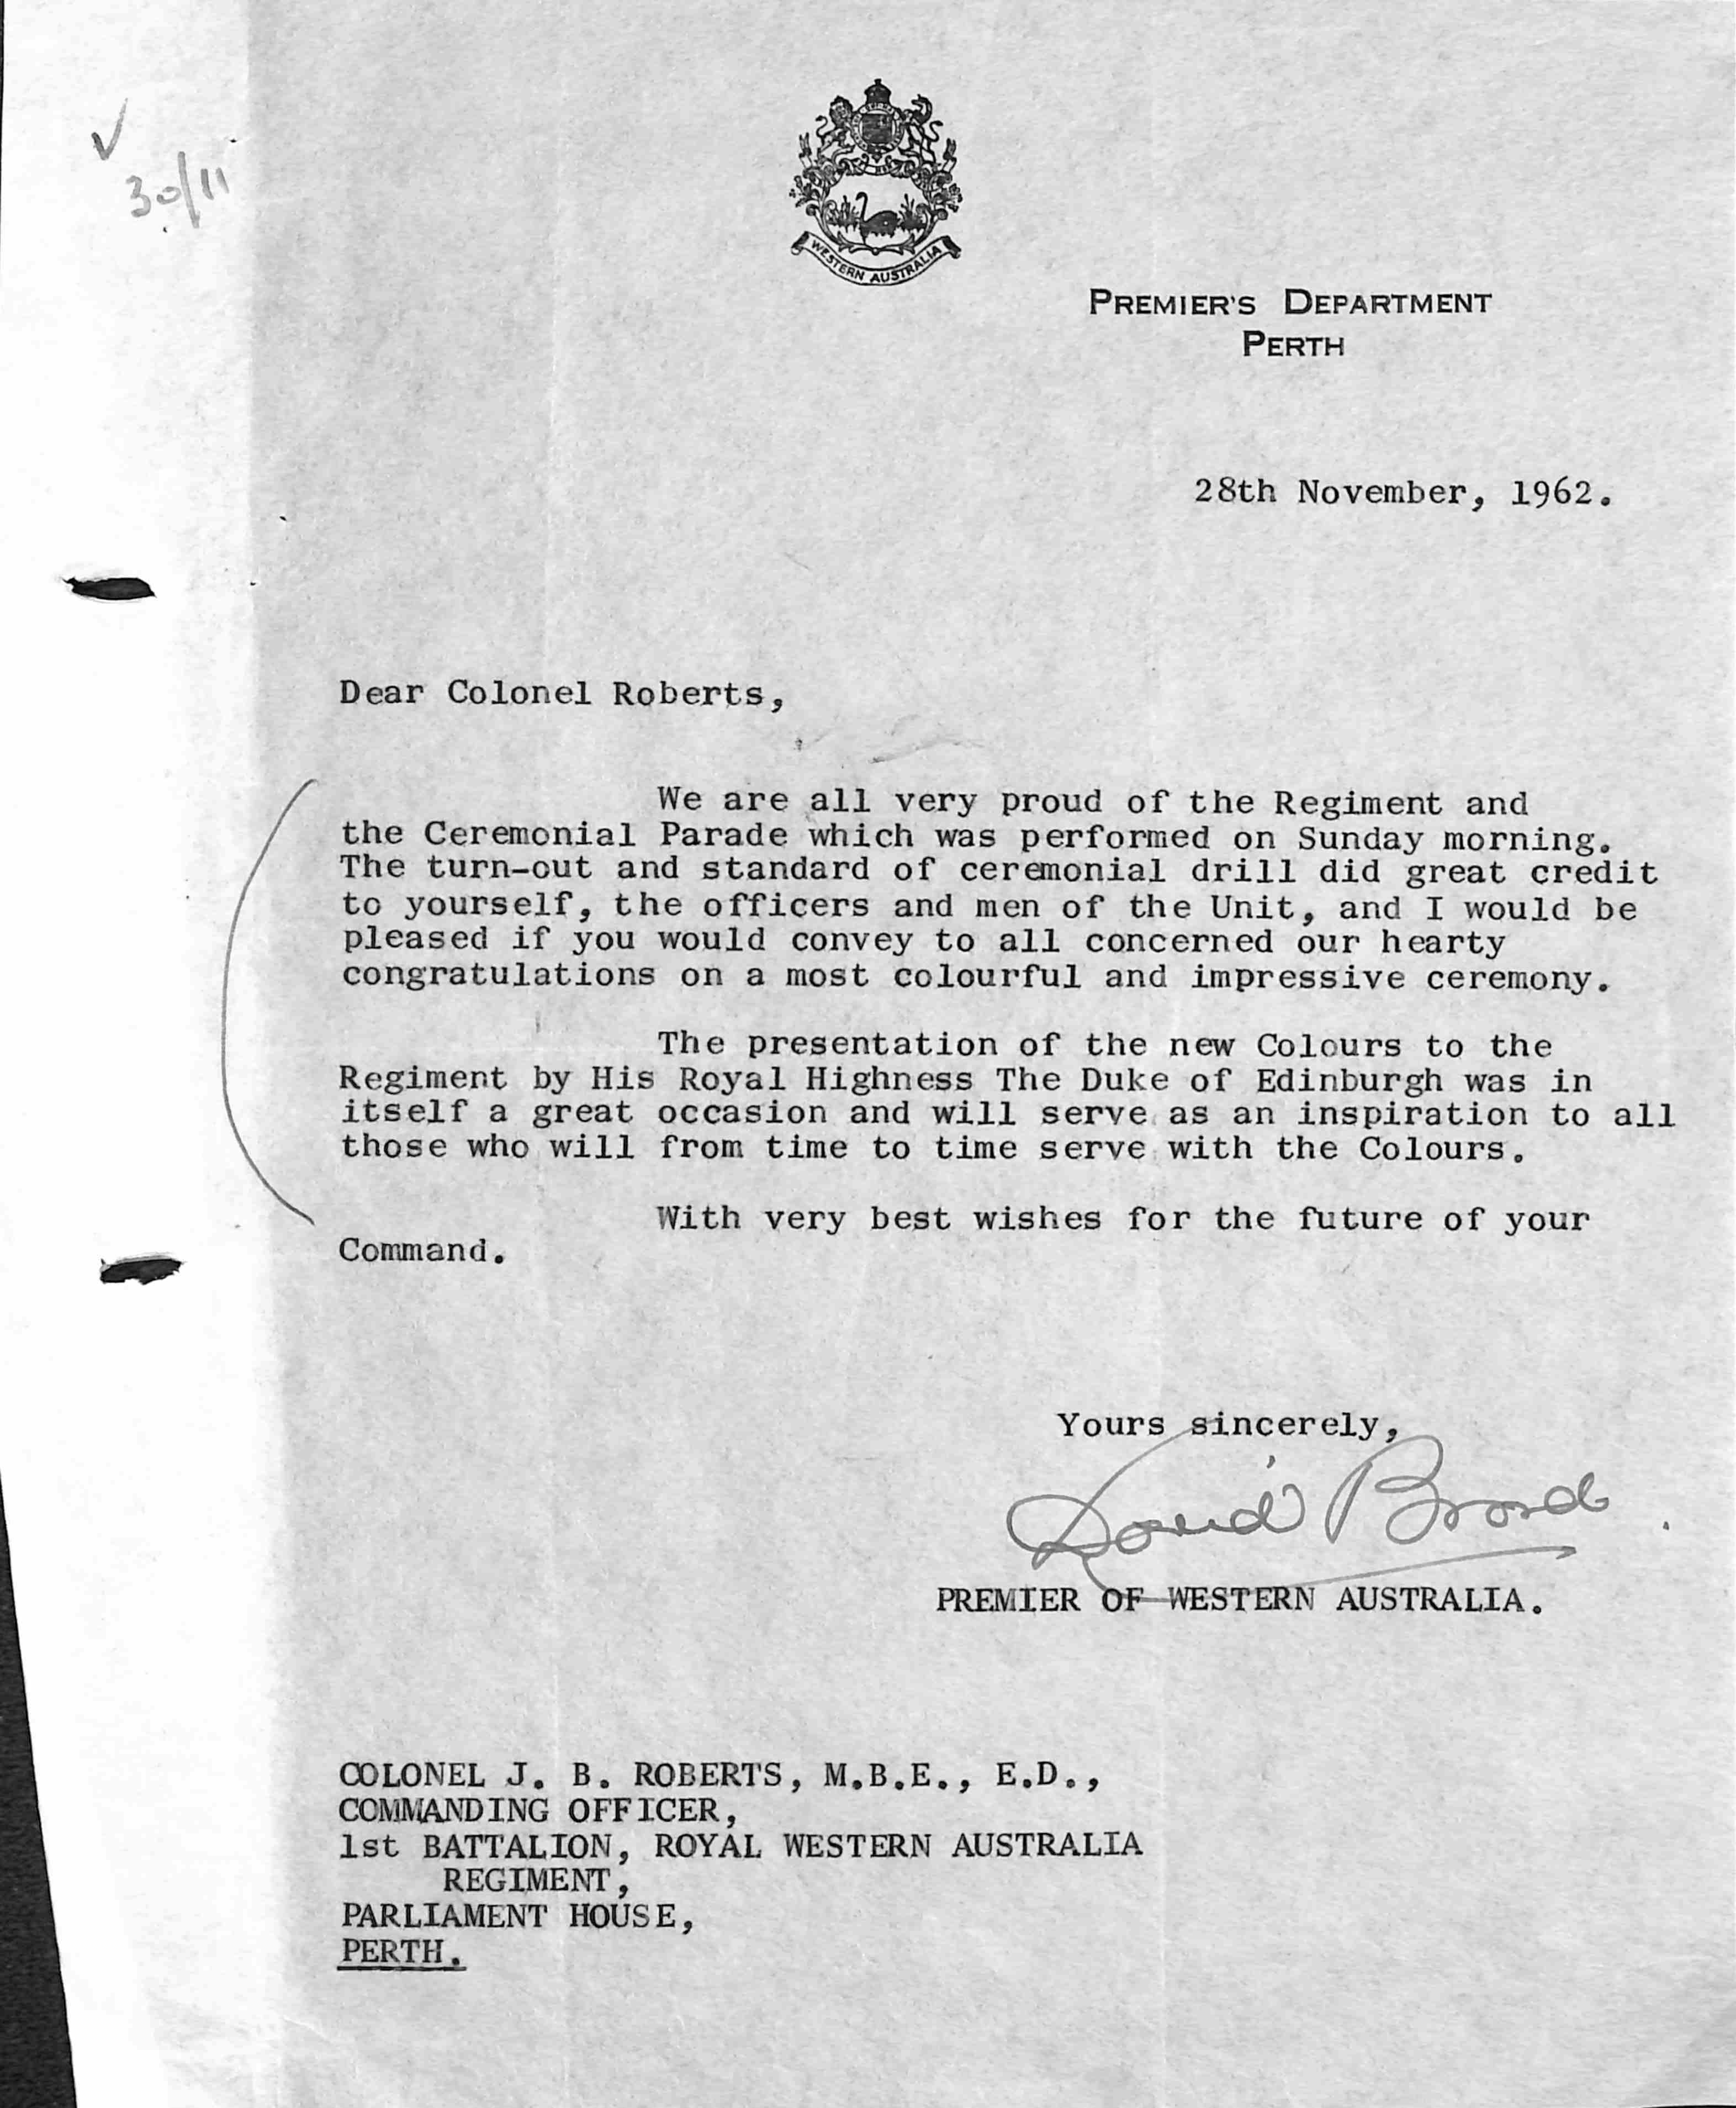 ✓
30/11
WESTERN AUSTRALIA
PREMIER'S DEPARTMENT
PERTH
28th November, 1962.
Dear Colonel Roberts,
We are all very proud of the Regiment and
the Ceremonial Parade which was performed on Sunday morning.
The turn-out and standard of ceremonial drill did great credit
to yourself, the officers and men of the Unit, and I would be
pleased if you would convey to all concerned our hearty
congratulations on a most colourful and impressive ceremony.
The presentation of the new Colours to the
Regiment by His Royal Highness The Duke of Edinburgh was in
itself a great occasion and will serve as an inspiration to all
those who will from time to time serve with the Colours.
With very best wishes for the future of your
Command.
Yours sincerely,
David Brand
PREMIER OF WESTERN AUSTRALIA.
COLONEL J. B. ROBERTS, M.B.E., E.D.,
COMMANDING OFFICER,
1st BATTALION, ROYAL WESTERN AUSTRALIA
REGIMENT,
PARLIAMENT HOUSE,
PERTH.